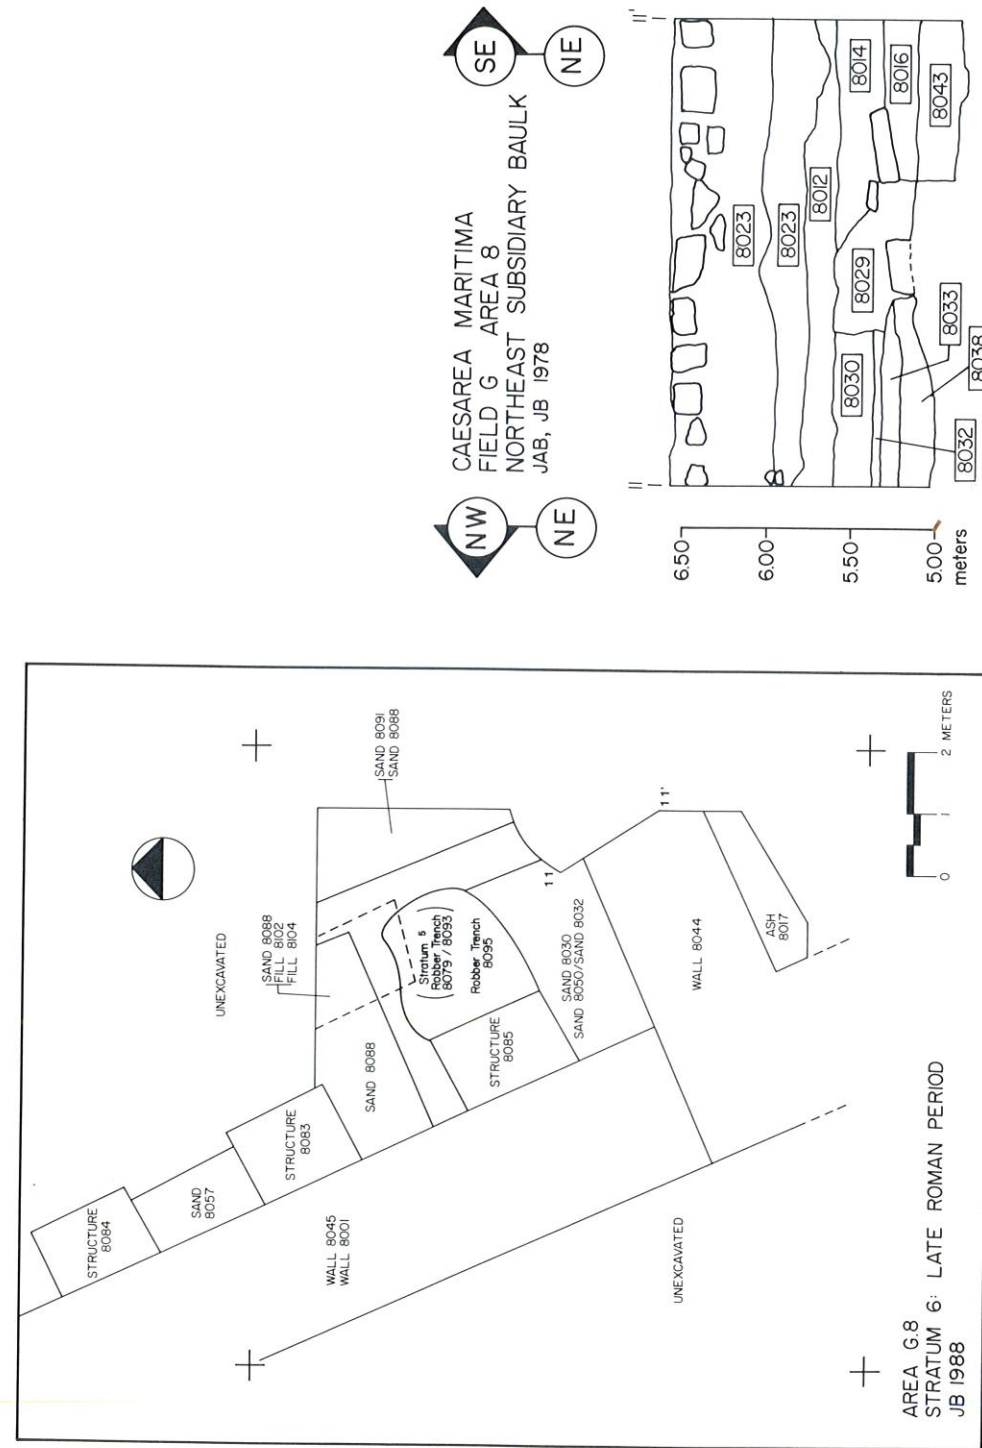 CAESAREA MARITIMA
FIELD G AREA 8
NORTHEAST SUBSIDIARY BAULK
JAB, JB 1978
NW
NE
SE
NE
II
II'
6.50
6.00
5.50
5.00
meters
8023
8023
8012
8014
8016
8043
8029
8030
8033
8038
8032
UNEXCAVATED
STRUCTURE
8084
SAND
8057
STRUCTURE
8083
SAND 8088
FILL 8102
FILL 8104
SAND 8091
SAND 8088
SAND 8088
WALL 8045
WALL 8001
Stratum 5
Robber Trench
8079 / 8093
Robber Trench
8095
STRUCTURE
8085
11
11'
SAND 8030
SAND 8050/SAND 8032
WALL 8044
ASH
8017
UNEXCAVATED
AREA G.8
STRATUM 6: LATE ROMAN PERIOD
JB 1988
0
1
2 METERS